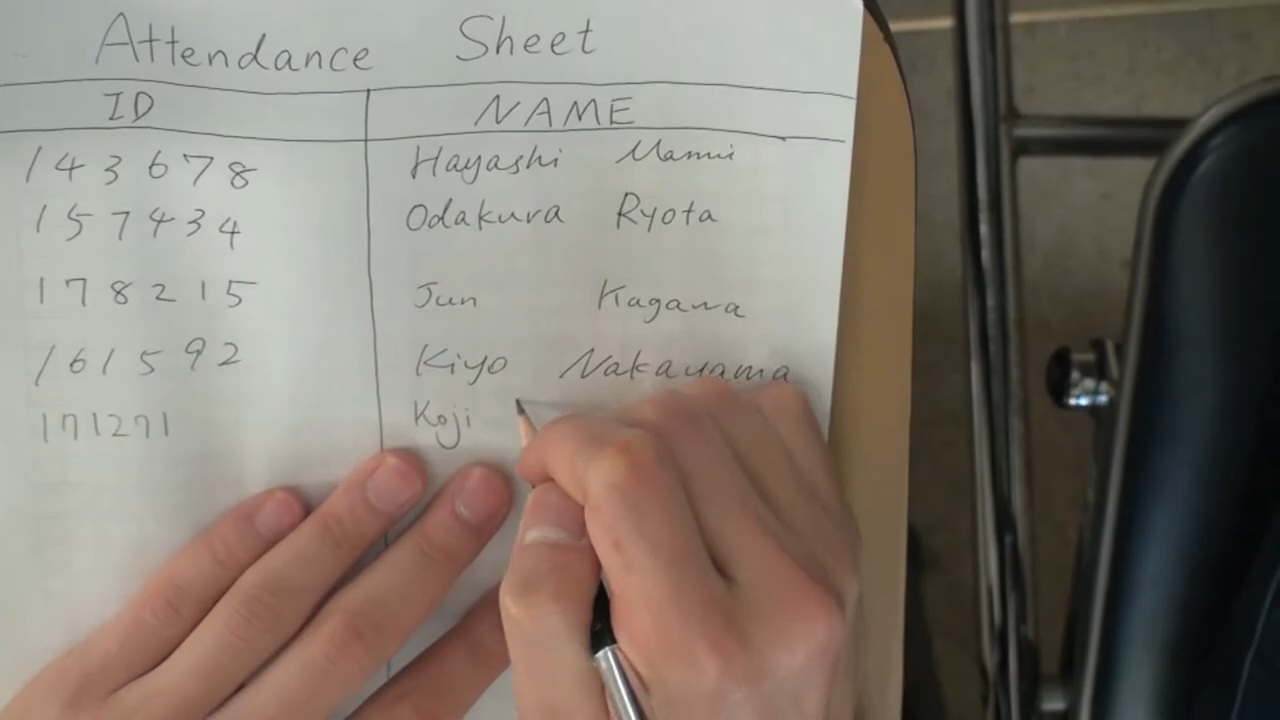 Attendance Sheet
ID NAME
143678 Hayashi Mami
157434 Odakura Ryota
178215 Jun Kagawa
161592 Kiyo Nakayama
171271 Koji